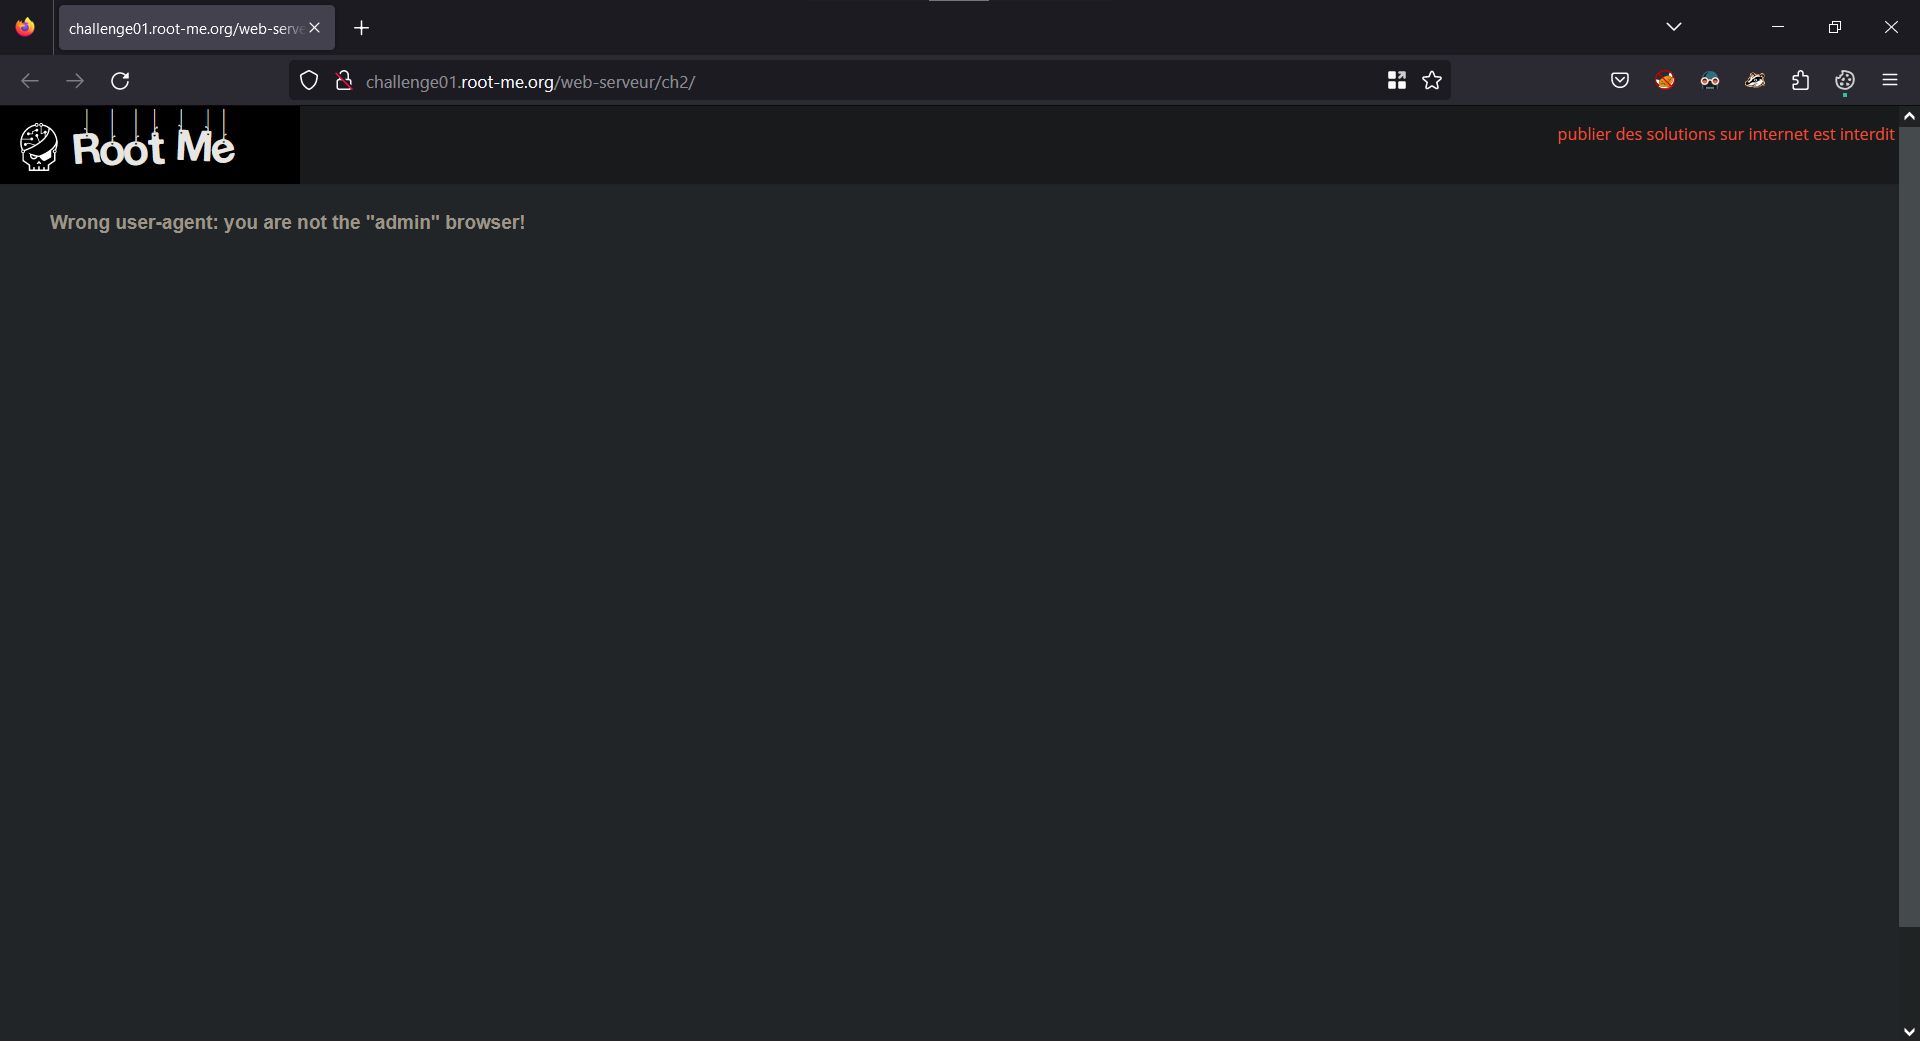 challenge01.root-me.org/web-serve
challenge01.root-me.org/web-serveur/ch2/
Root Me
publier des solutions sur internet est interdit
Wrong user-agent: you are not the "admin" browser!